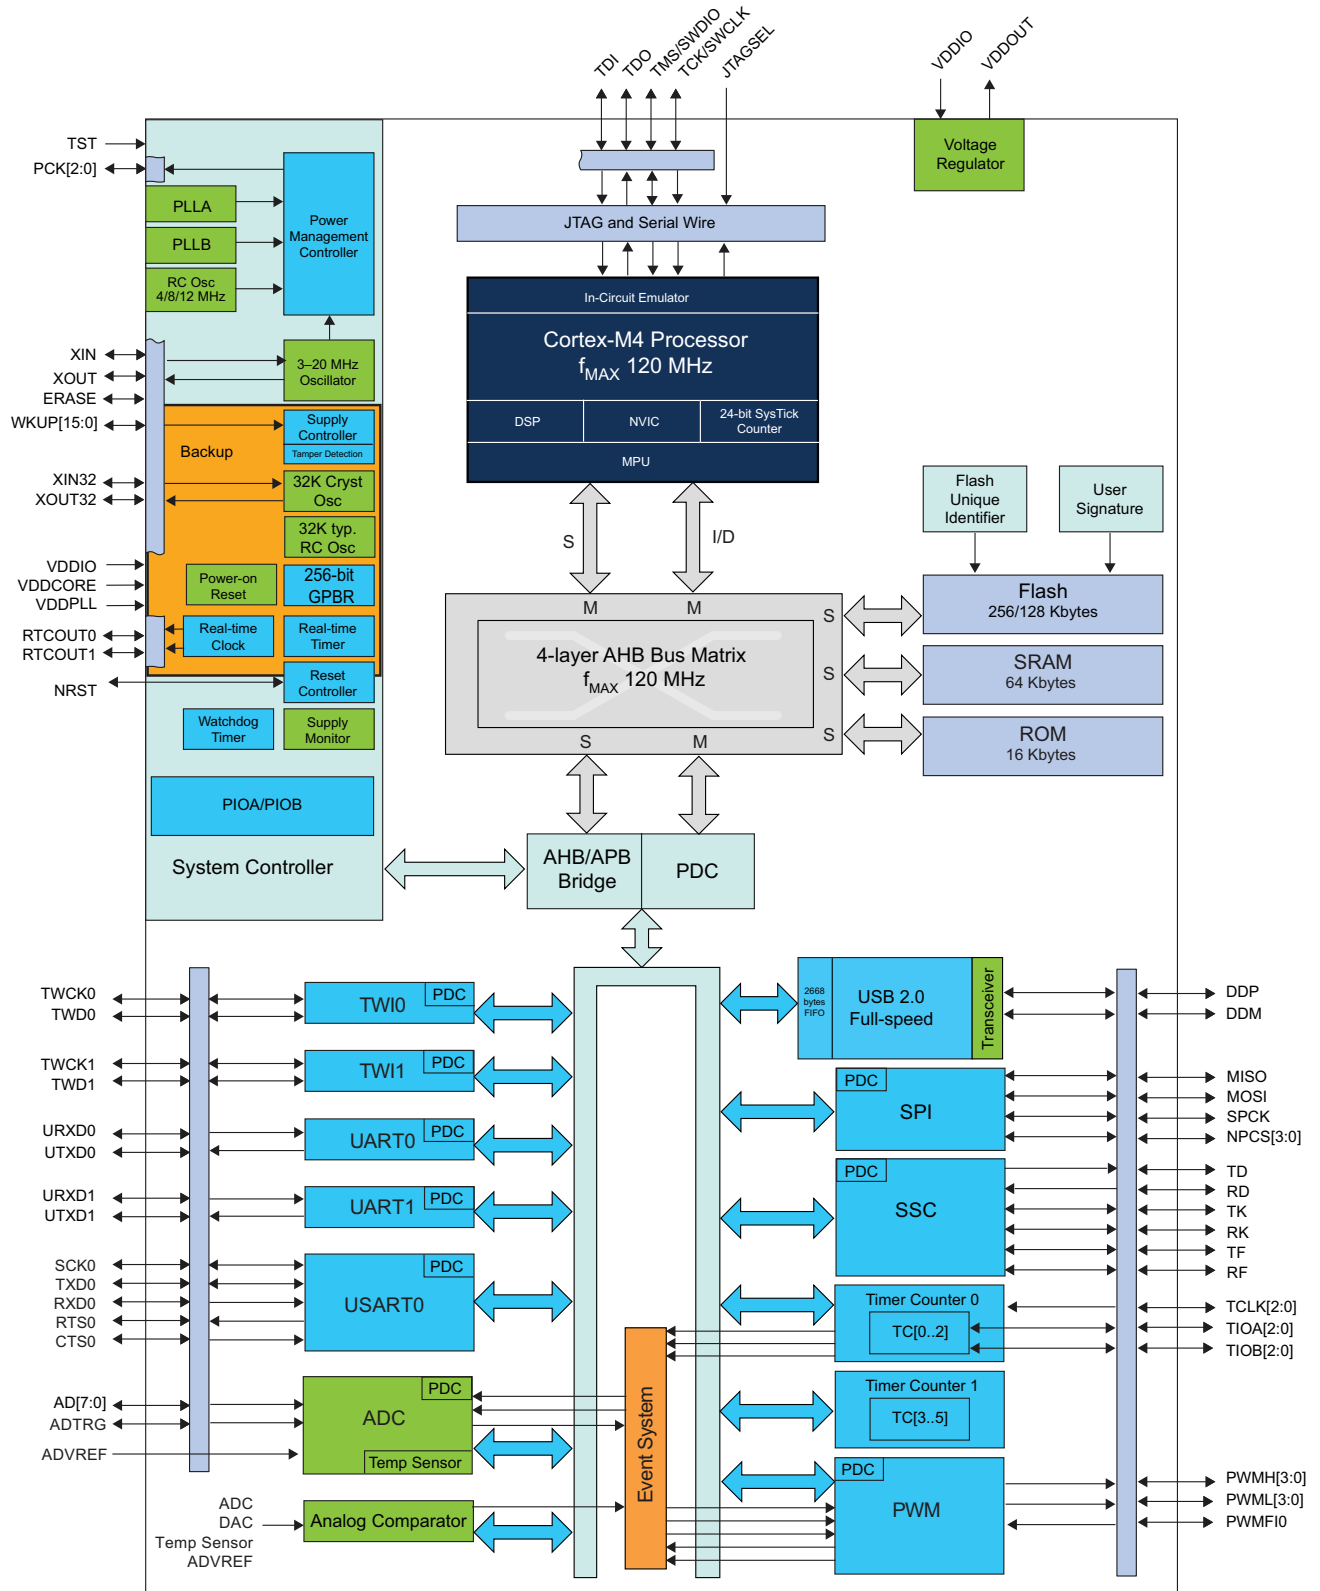 TDI
TDO
TMS/SWDIO
TCK/SWCLK
JTAGSEL
VDDIO
VDDOUT
TST
PCK[2:0]
PLLA
PLLB
RC Osc
4/8/12 MHz
Power
Management
Controller
Voltage
Regulator
JTAG and Serial Wire
In-Circuit Emulator
Cortex-M4 Processor
fMAX 120 MHz
DSP
NVIC
24-bit SysTick
Counter
MPU
XIN
XOUT
ERASE
WKUP[15:0]
XIN32
XOUT32
VDDIO
VDDCORE
VDDPLL
RTCOUT0
RTCOUT1
NRST
3–20 MHz
Oscillator
Backup
Supply
Controller
Tamper Detection
32K Cryst
Osc
32K typ.
RC Osc
Power-on
Reset
256-bit
GPBR
Real-time
Clock
Real-time
Timer
Reset
Controller
Watchdog
Timer
Supply
Monitor
PIOA/PIOB
System Controller
S
I/D
M
M
S
4-layer AHB Bus Matrix
fMAX 120 MHz
S
S
S
M
Flash
Unique
Identifier
User
Signature
Flash
256/128 Kbytes
SRAM
64 Kbytes
ROM
16 Kbytes
AHB/APB
Bridge
PDC
TWCK0
TWD0
TWCK1
TWD1
URXD0
UTXD0
URXD1
UTXD1
SCK0
TXD0
RXD0
RTS0
CTS0
AD[7:0]
ADTRG
ADVREF
ADC
DAC
Temp Sensor
ADVREF
PDC
TWI0
PDC
TWI1
PDC
UART0
PDC
UART1
PDC
USART0
PDC
ADC
Temp Sensor
Analog Comparator
Event System
2668
bytes
FIFO
USB 2.0
Full-speed
Transceiver
PDC
SPI
PDC
SSC
Timer Counter 0
TC[0..2]
Timer Counter 1
TC[3..5]
PDC
PWM
DDP
DDM
MISO
MOSI
SPCK
NPCS[3:0]
TD
RD
TK
RK
TF
RF
TCLK[2:0]
TIOA[2:0]
TIOB[2:0]
PWMH[3:0]
PWML[3:0]
PWMFI0